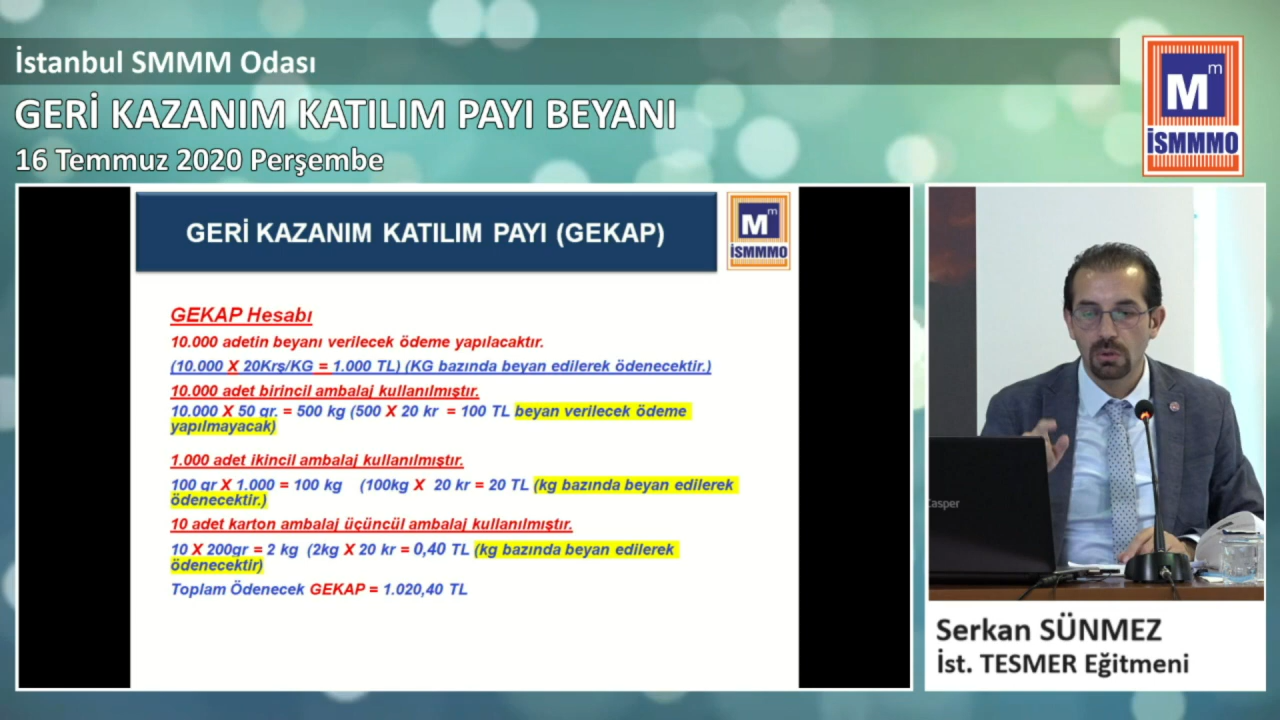 İstanbul SMMM Odası
GERİ KAZANIM KATILIM PAYI BEYANI
16 Temmuz 2020 Perşembe
Mm
İSMMMO
GERİ KAZANIM KATILIM PAYI (GEKAP)
Mm
İSMMMO
GEKAP Hesabı
10.000 adetin beyanı verilecek ödeme yapılacaktır.
(10.000 X 20Krş/KG = 1.000 TL) (KG bazında beyan edilerek ödenecektir.)
10.000 adet birincil ambalaj kullanılmıştır.
10.000 X 50 gr. = 500 kg (500 X 20 kr = 100 TL beyan verilecek ödeme
yapılmayacak)
1.000 adet ikincil ambalaj kullanılmıştır.
100 gr X 1.000 = 100 kg (100kg X 20 kr = 20 TL (kg bazında beyan edilerek
ödenecektir.)
10 adet karton ambalaj üçüncül ambalaj kullanılmıştır.
10 X 200gr = 2 kg (2kg X 20 kr = 0,40 TL (kg bazında beyan edilerek
ödenecektir)
Toplam Ödenecek GEKAP = 1.020,40 TL
Casper
Serkan SÜNMEZ
İst. TESMER Eğitmeni